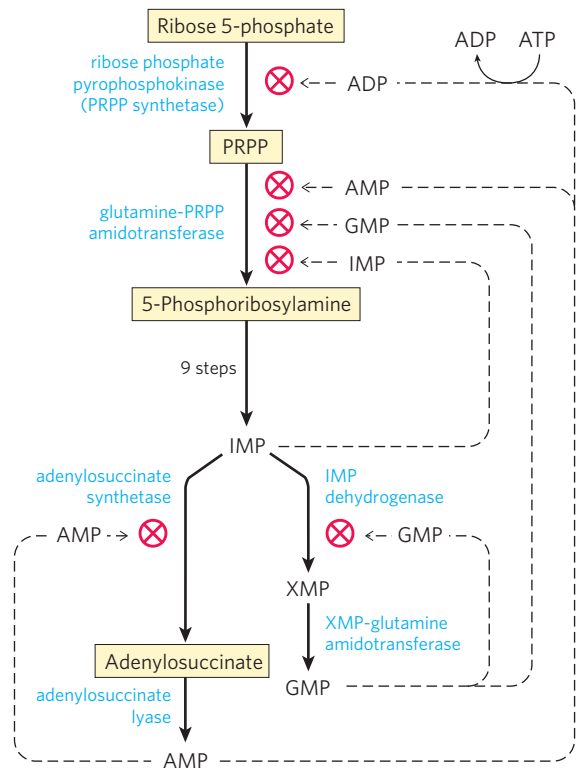 Ribose 5-phosphate
ADP ATP
ribose phosphate
pyrophosphokinase
(PRPP synthetase)
ADP
PRPP
AMP
glutamine-PRPP
amidotransferase
GMP
IMP
5-Phosphoribosylamine
9 steps
IMP
adenylosuccinate
synthetase
IMP
dehydrogenase
AMP
GMP
XMP
XMP-glutamine
amidotransferase
Adenylosuccinate
GMP
adenylosuccinate
lyase
AMP